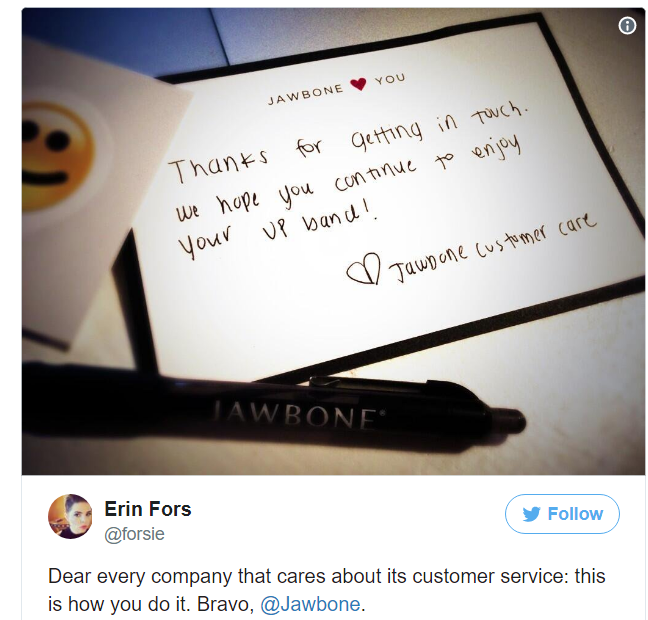 JAWBONE ♥ YOU
Thanks for getting in touch.
We hope you continue to enjoy
your UP band!
♡ Jawbone customer care
JAWBONE®
Erin Fors
@forsie
Follow
Dear every company that cares about its customer service: this
is how you do it. Bravo, @Jawbone.